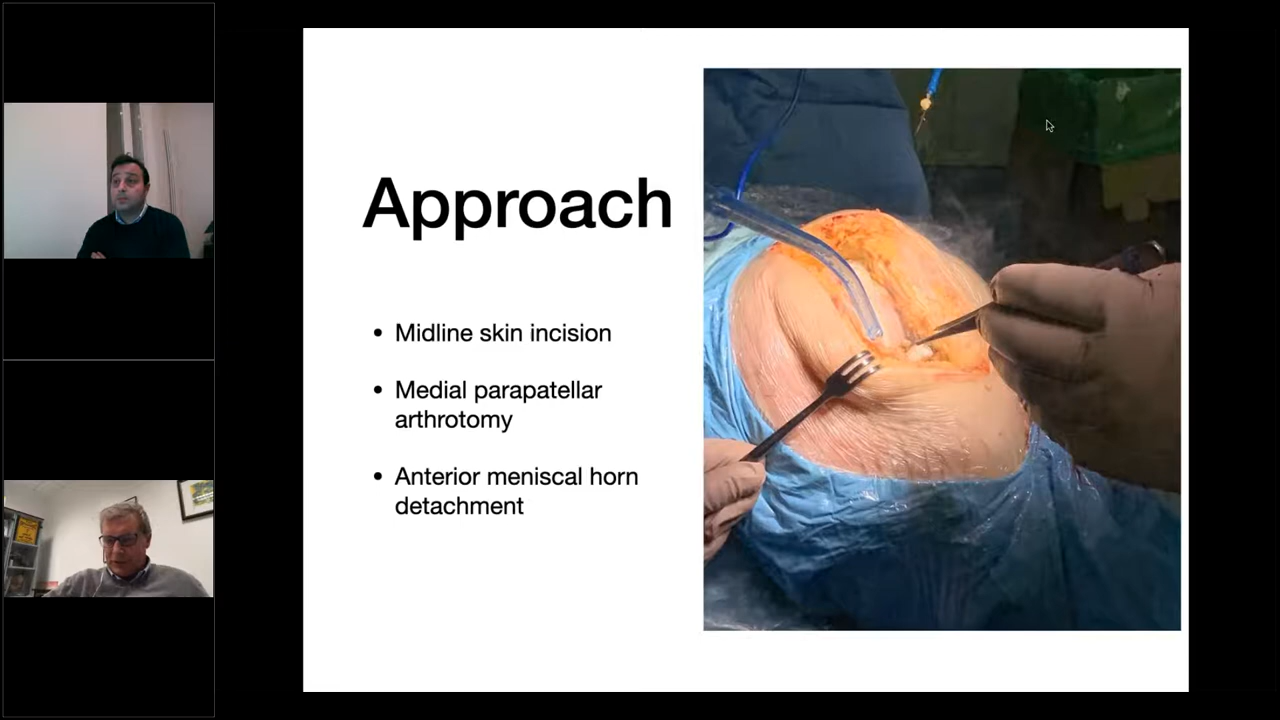 Approach
• Midline skin incision
• Medial parapatellar
arthrotomy
• Anterior meniscal horn
detachment